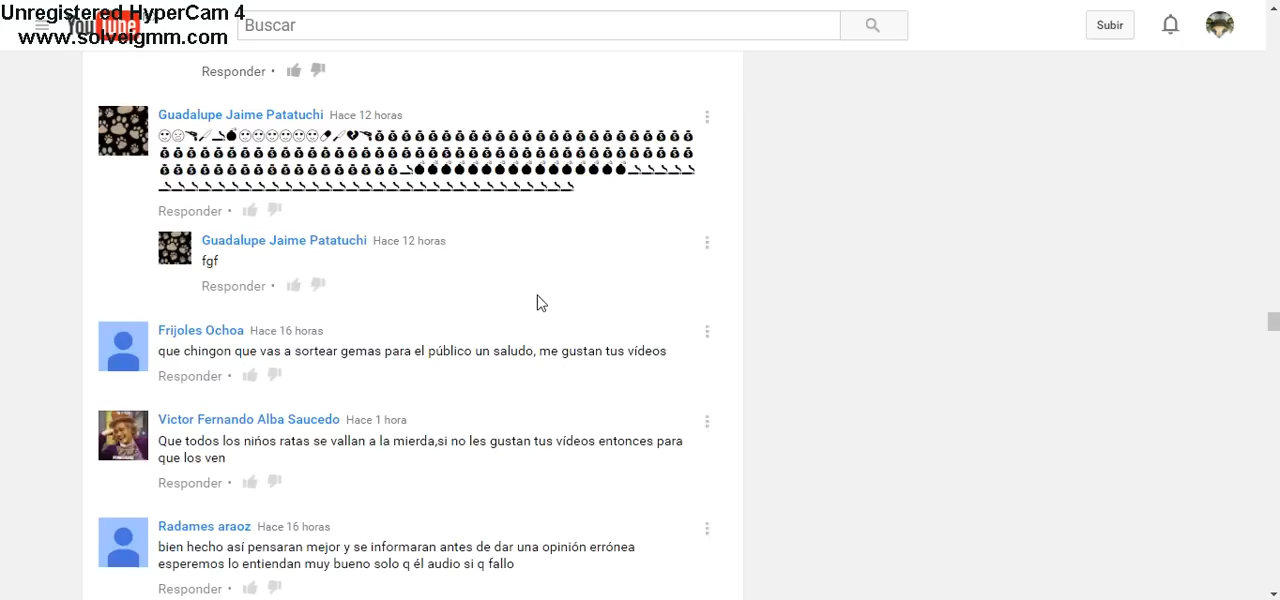 Unregistered HyperCam 4
www.solveigmm.com
YouTube
Buscar
Subir
Responder •
Guadalupe Jaime Patatuchi Hace 12 horas
Responder •
Guadalupe Jaime Patatuchi Hace 12 horas
fgf
Responder •
Frijoles Ochoa Hace 16 horas
que chingon que vas a sortear gemas para el público un saludo, me gustan tus vídeos
Responder •
Victor Fernando Alba Saucedo Hace 1 hora
Que todos los niños ratas se vallan a la mierda,si no les gustan tus vídeos entonces para
que los ven
Responder •
Radames araoz Hace 16 horas
bien hecho así pensaran mejor y se informaran antes de dar una opinión errónea
esperemos lo entiendan muy bueno solo q él audio si q fallo
Responder •